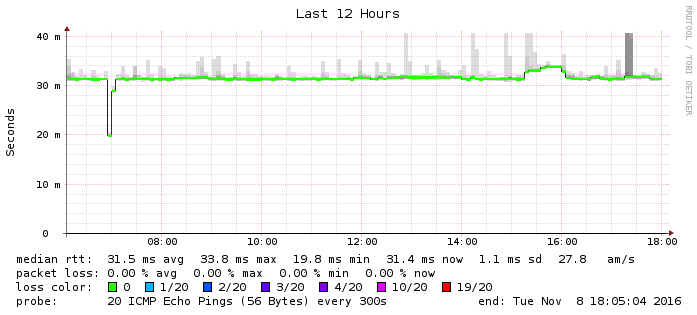 Last 12 Hours
RRDTOOL / TOBI OETIKER
Seconds
40 m
30 m
20 m
10 m
0
08:00 10:00 12:00 14:00 16:00 18:00
median rtt: 31.5 ms avg 33.8 ms max 19.8 ms min 31.4 ms now 1.1 ms sd 27.8 am/s
packet loss: 0.00 % avg 0.00 % max 0.00 % min 0.00 % now
loss color: 0 1/20 2/20 3/20 4/20 10/20 19/20
probe: 20 ICMP Echo Pings (56 Bytes) every 300s end: Tue Nov 8 18:05:04 2016